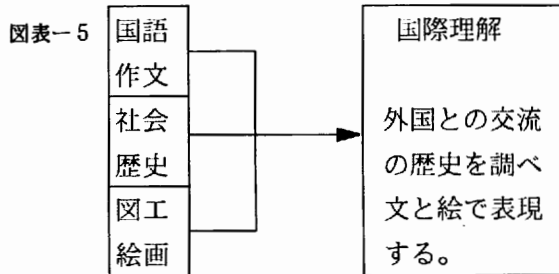 図表ー5
国語
作文
社会
歴史
図工
絵画
国際理解
外国との交流
の歴史を調べ
文と絵で表現
する。